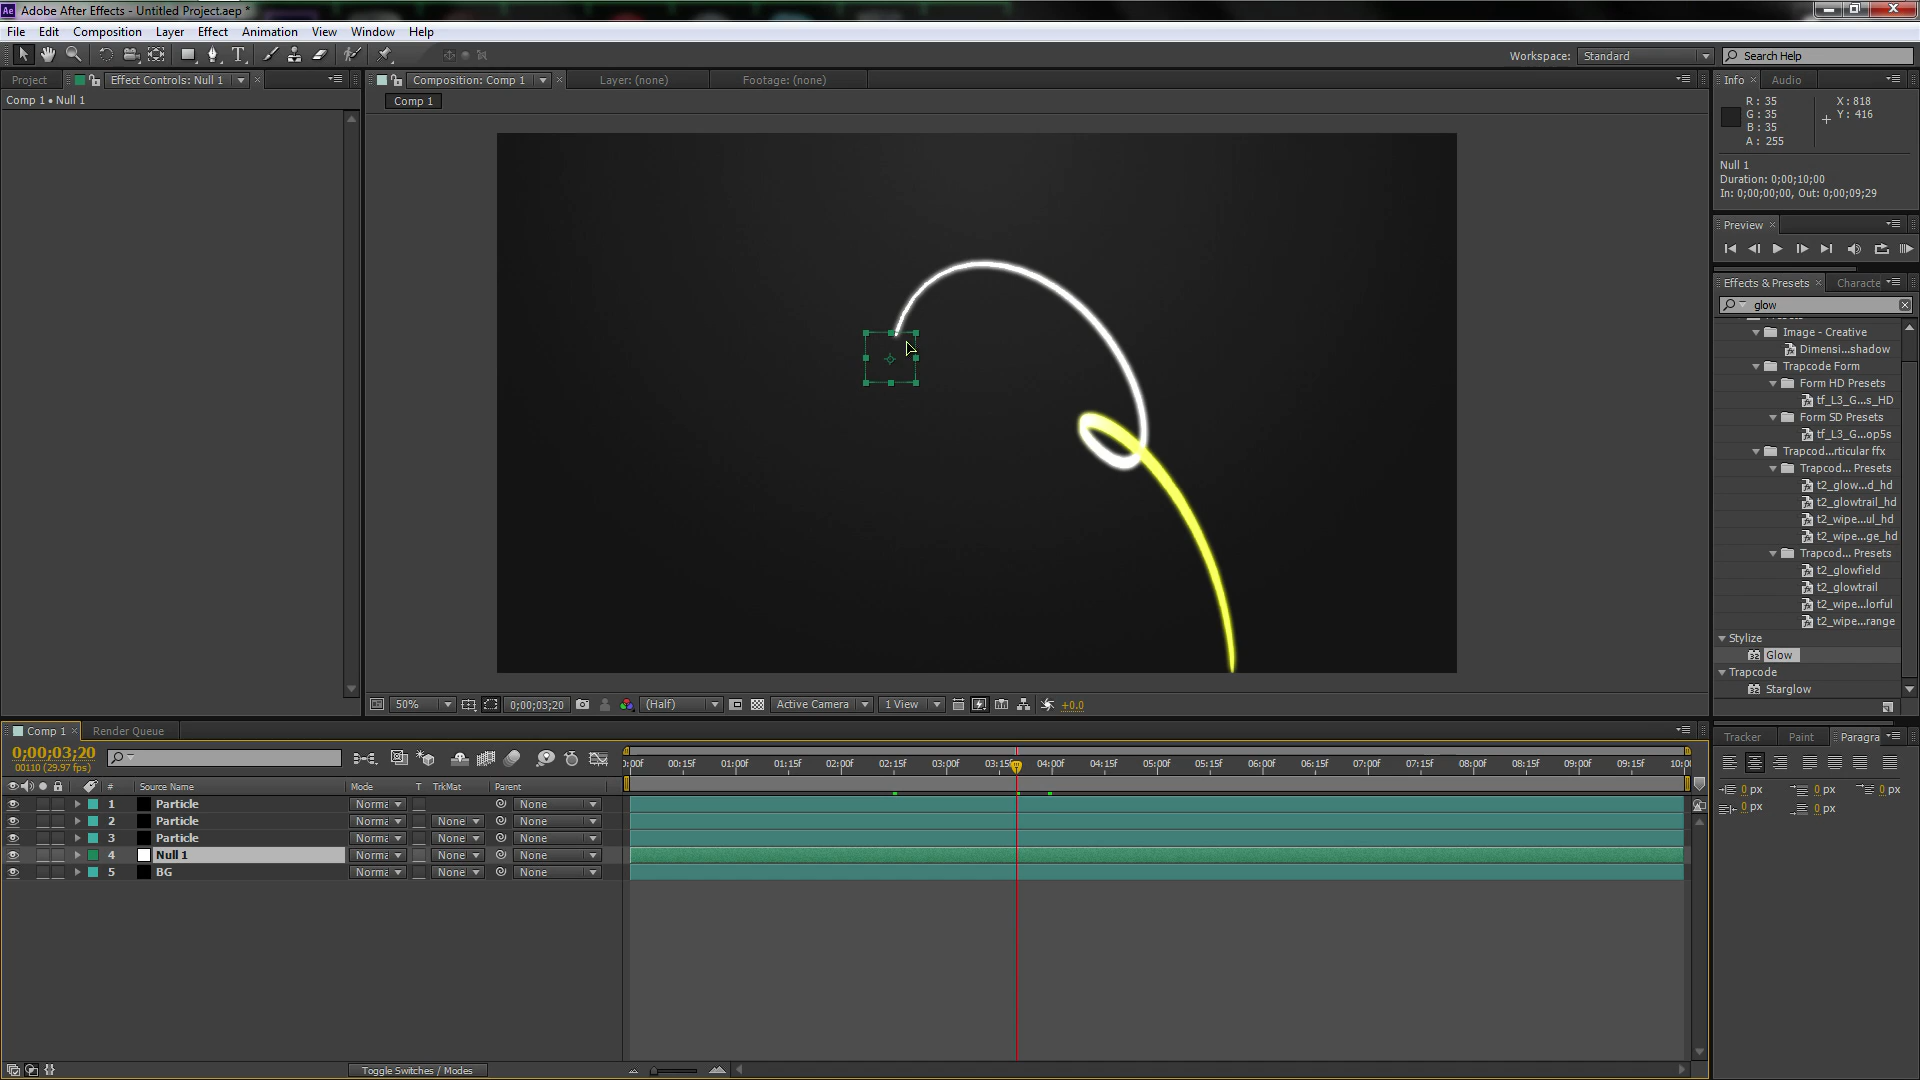 Adobe After Effects - Untitled Project.aep *
File Edit Composition Layer Effect Animation View Window Help
Workspace: Standard Search Help
Project Effect Controls: Null 1 Composition: Comp 1 Layer: (none) Footage: (none) Info Audio
Comp 1 • Null 1 Comp 1
R: 35 X: 818
G: 35 Y: 416
B: 35
A: 255
Null 1
Duration: 0;00;10;00
In: 0;00;00;00, Out: 0;00;09;29
Preview
Effects & Presets Characte
glow
Image - Creative
Dimensi...shadow
Trapcode Form
Form HD Presets
tf_L3_G...s_HD
Form SD Presets
tf_L3_G...op5s
Trapcod...rticular ffx
Trapcod... Presets
t2_glow...d_hd
t2_glowtrail_hd
t2_wipe...ul_hd
t2_wipe...ge_hd
Trapcod... Presets
t2_glowfield
t2_glowtrail
t2_wipe...lorful
t2_wipe...range
Stylize
Glow
Trapcode
Starglow
50% 0;00;03;20 (Half) Active Camera 1 View +0.0
Comp 1 Render Queue
Tracker Paint Paragra
0;00;03;20
00110 (29.97 fps)
0:00f 00:15f 01:00f 01:15f 02:00f 02:15f 03:00f 03:15f 04:00f 04:15f 05:00f 05:15f 06:00f 06:15f 07:00f 07:15f 08:00f 08:15f 09:00f 09:15f 10:0
# Source Name Mode T TrkMat Parent
1 Particle Norma None
2 Particle Norma None None
3 Particle Norma None None
4 Null 1 Norma None None
5 BG Norma None None
0 px 0 px 0 px
0 px 0 px
Toggle Switches / Modes